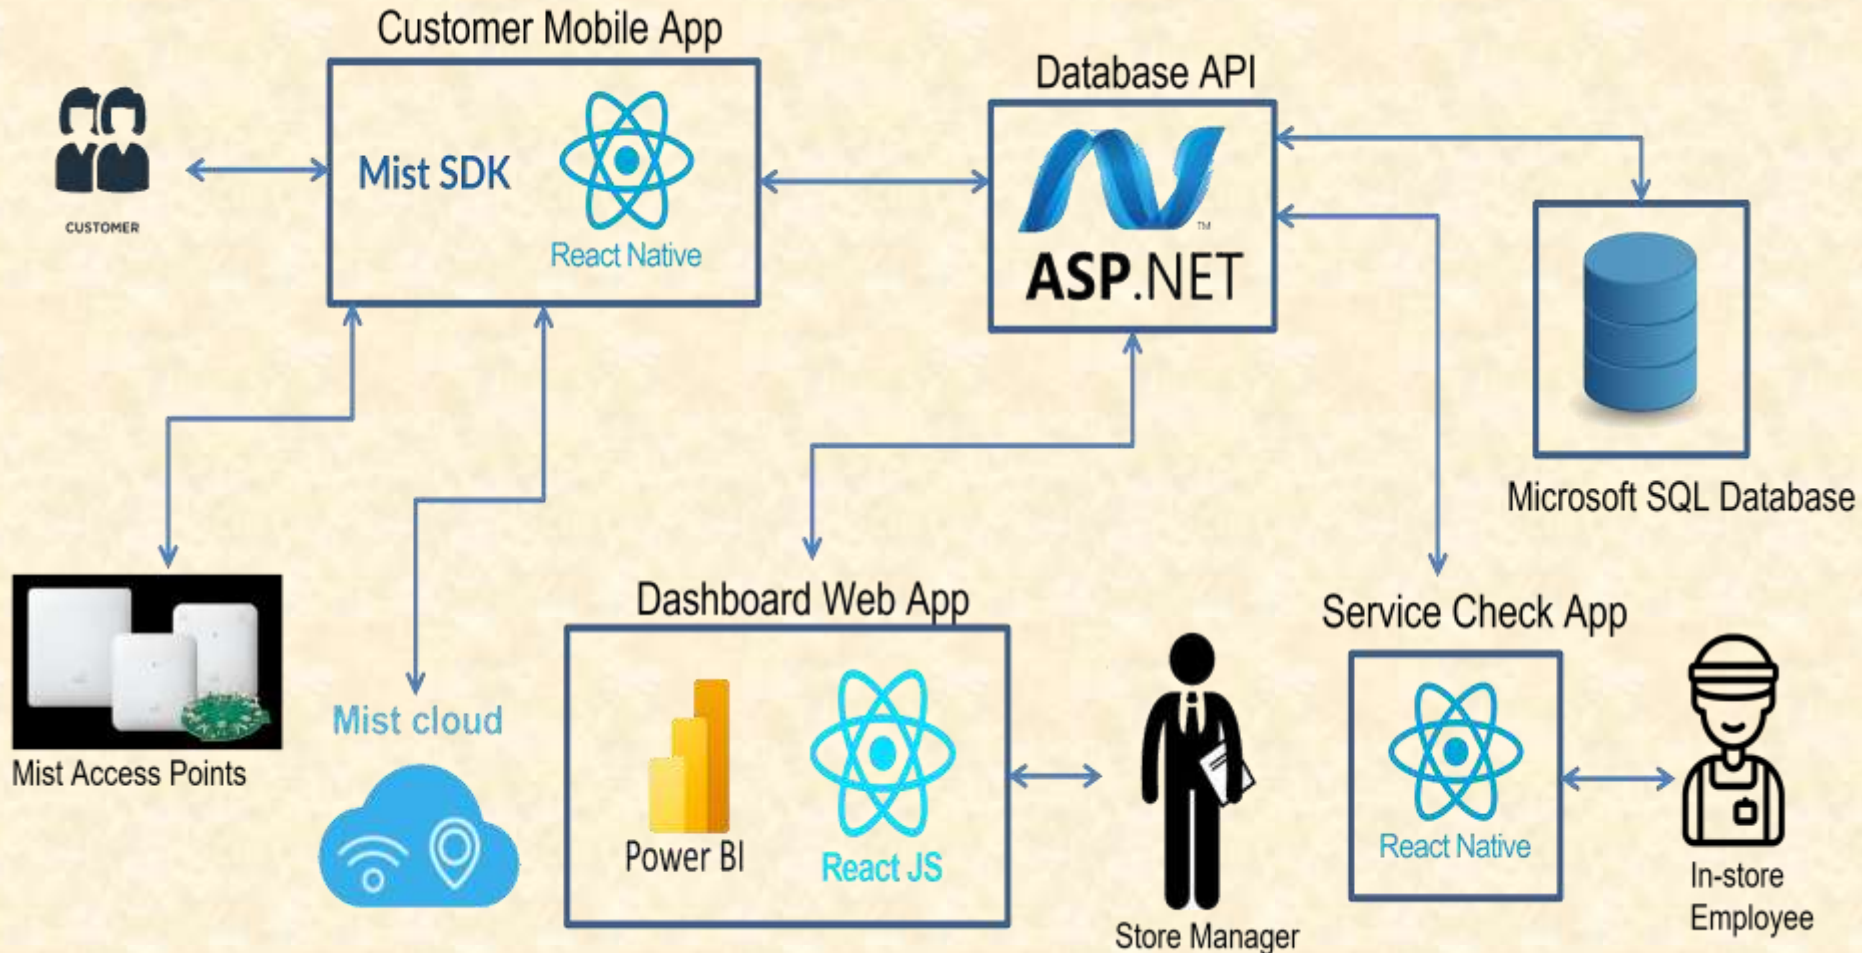 Customer Mobile App
Database API
CUSTOMER
Mist SDK
React Native
TM
ASP.NET
Microsoft SQL Database
Mist Access Points
Mist cloud
Dashboard Web App
Power BI
React JS
Store Manager
Service Check App
React Native
In-store
Employee